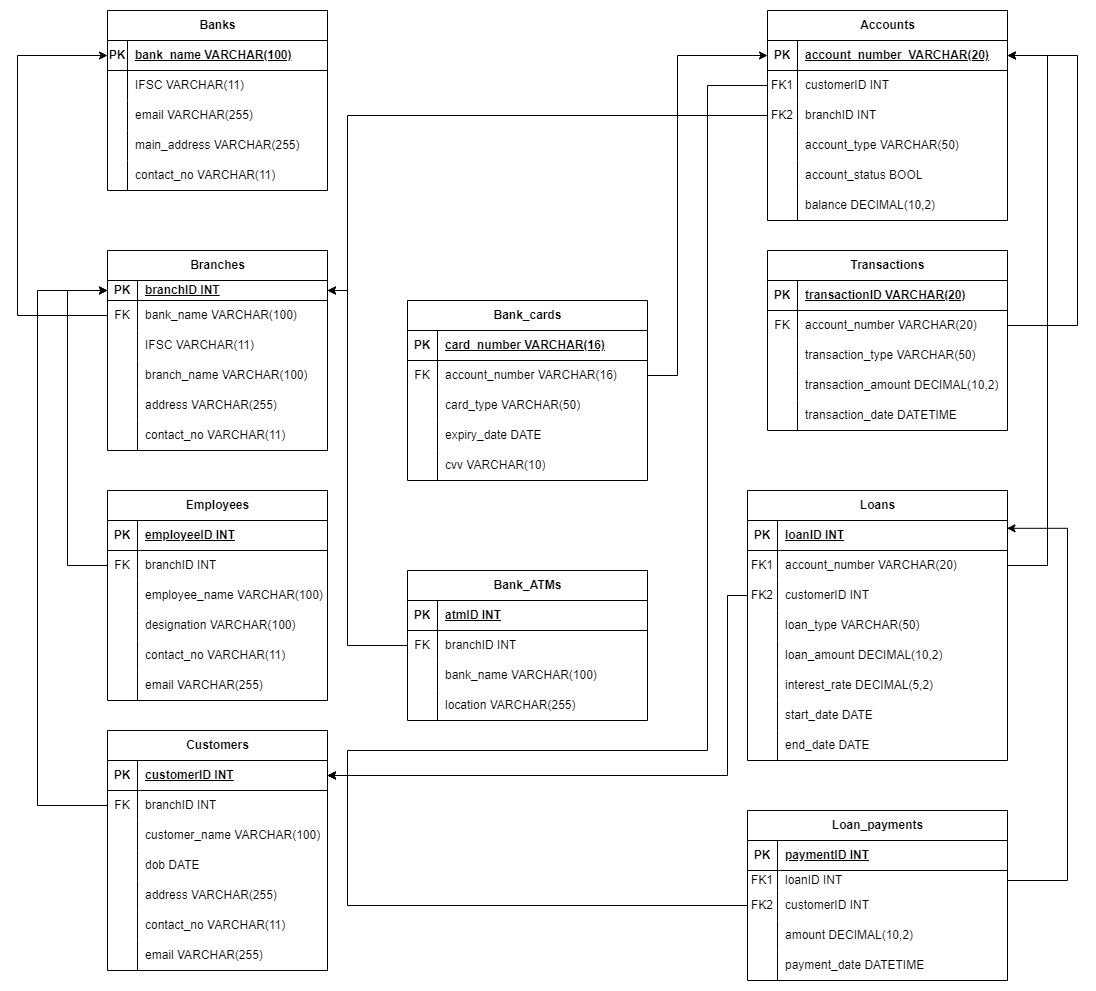 Banks
PK bank_name VARCHAR(100)
IFSC VARCHAR(11)
email VARCHAR(255)
main_address VARCHAR(255)
contact_no VARCHAR(11)
Branches
PK branchID INT
FK bank_name VARCHAR(100)
IFSC VARCHAR(11)
branch_name VARCHAR(100)
address VARCHAR(255)
contact_no VARCHAR(11)
Employees
PK employeeID INT
FK branchID INT
employee_name VARCHAR(100)
designation VARCHAR(100)
contact_no VARCHAR(11)
email VARCHAR(255)
Customers
PK customerID INT
FK branchID INT
customer_name VARCHAR(100)
dob DATE
address VARCHAR(255)
contact_no VARCHAR(11)
email VARCHAR(255)
Bank_cards
PK card_number VARCHAR(16)
FK account_number VARCHAR(16)
card_type VARCHAR(50)
expiry_date DATE
cvv VARCHAR(10)
Bank_ATMs
PK atmID INT
FK branchID INT
bank_name VARCHAR(100)
location VARCHAR(255)
Accounts
PK account_number VARCHAR(20)
FK1 customerID INT
FK2 branchID INT
account_type VARCHAR(50)
account_status BOOL
balance DECIMAL(10,2)
Transactions
PK transactionID VARCHAR(20)
FK account_number VARCHAR(20)
transaction_type VARCHAR(50)
transaction_amount DECIMAL(10,2)
transaction_date DATETIME
Loans
PK loanID INT
FK1 account_number VARCHAR(20)
FK2 customerID INT
loan_type VARCHAR(50)
loan_amount DECIMAL(10,2)
interest_rate DECIMAL(5,2)
start_date DATE
end_date DATE
Loan_payments
PK paymentID INT
FK1 loanID INT
FK2 customerID INT
amount DECIMAL(10,2)
payment_date DATETIME